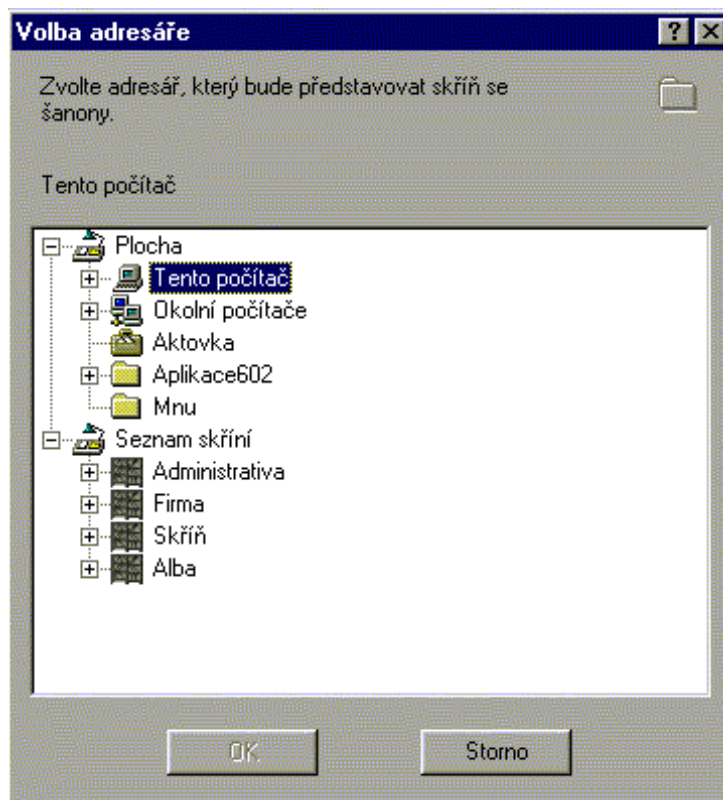 Volba adresáře
Zvolte adresář, který bude představovat skříň se
šanony.
Tento počítač
Plocha
Tento počítač
Okolní počítače
Aktovka
Aplikace602
Mnu
Seznam skříní
Administrativa
Firma
Skříň
Alba
OK Storno